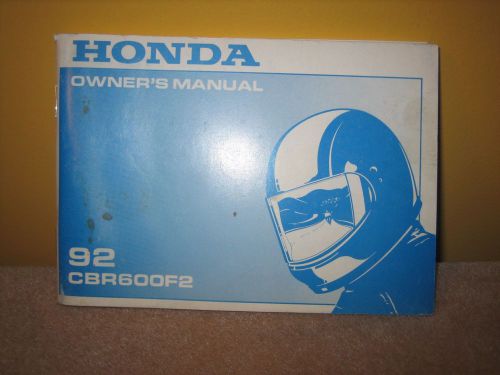 HONDA
OWNER'S MANUAL
92
CBR600F2